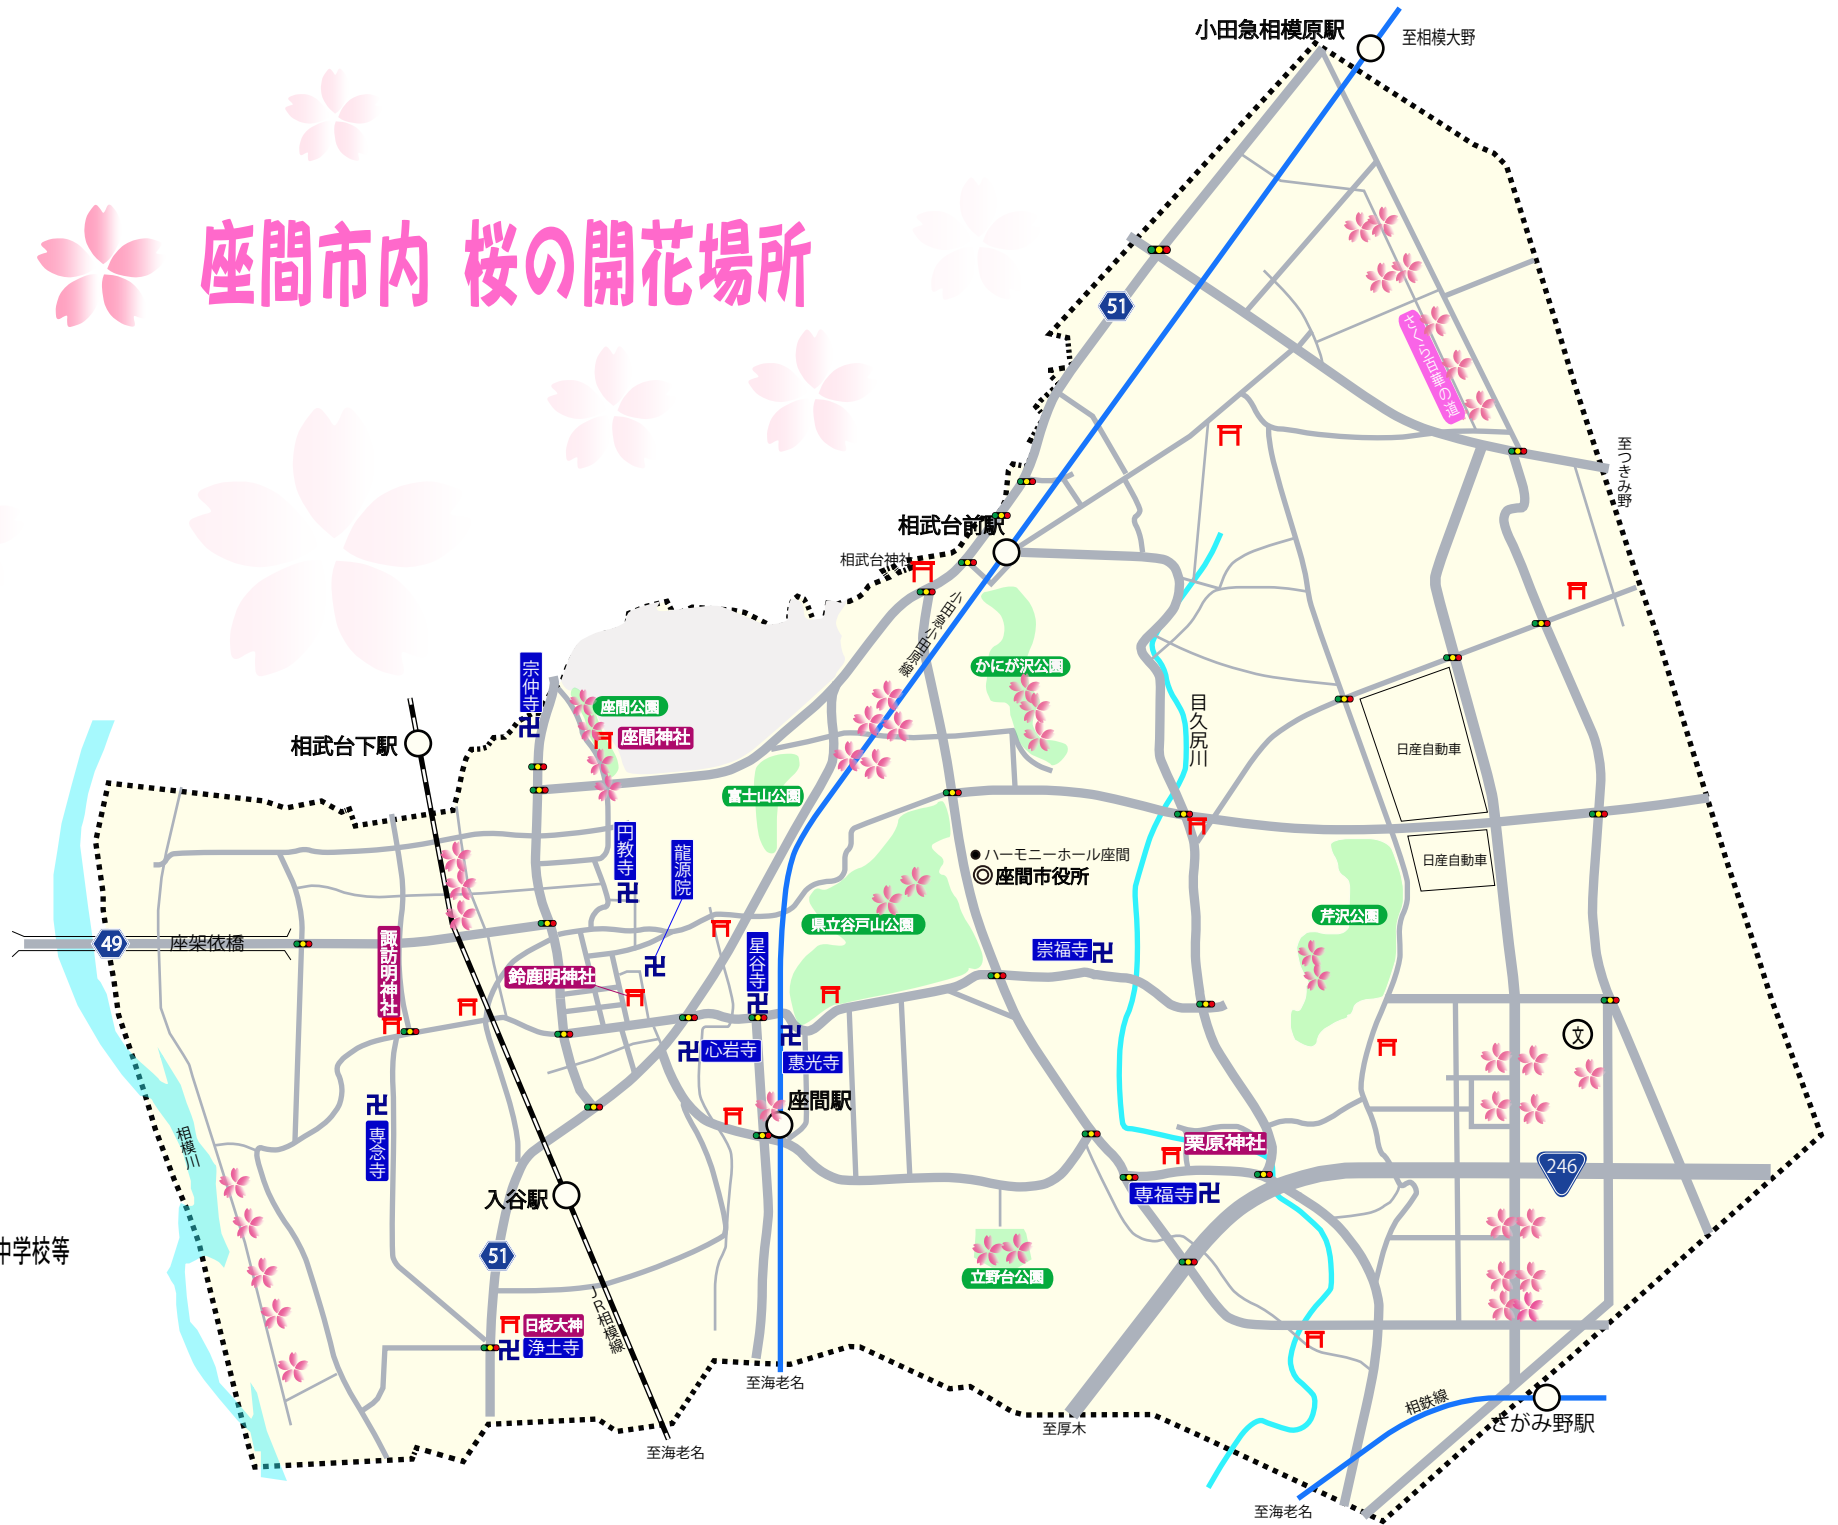 小田急相模原駅
至相模大野
座間市内 桜の開花場所
51
さくら百華の道
至つきみ野
相武台前駅
相武台神社
小田急小田原線
かにが沢公園
宗仲寺
座間公園
座間神社
目久尻川
相武台下駅
日産自動車
富士山公園
円教寺
龍源院
ハーモニーホール座間
座間市役所
日産自動車
県立谷戸山公園
芹沢公園
49
座架依橋
諏訪明神社
鈴鹿明神社
星谷寺
崇福寺
文
心岩寺
恵光寺
座間駅
専念寺
相模川
栗原神社
専福寺
246
入谷駅
中学校等
51
立野台公園
JR相模線
日枝大神
浄土寺
至海老名
相鉄線
さがみ野駅
至厚木
至海老名
至海老名